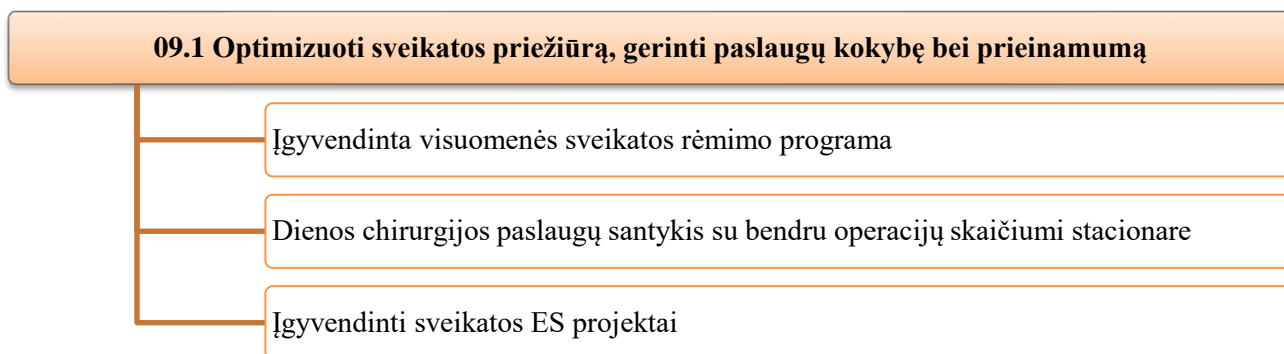 09.1 Optimizuoti sveikatos priežiūrą, gerinti paslaugų kokybę bei prieinamumą
Įgyvendinta visuomenės sveikatos rėmimo programa
Dienos chirurgijos paslaugų santykis su bendru operacijų skaičiumi stacionare
Įgyvendinti sveikatos ES projektai